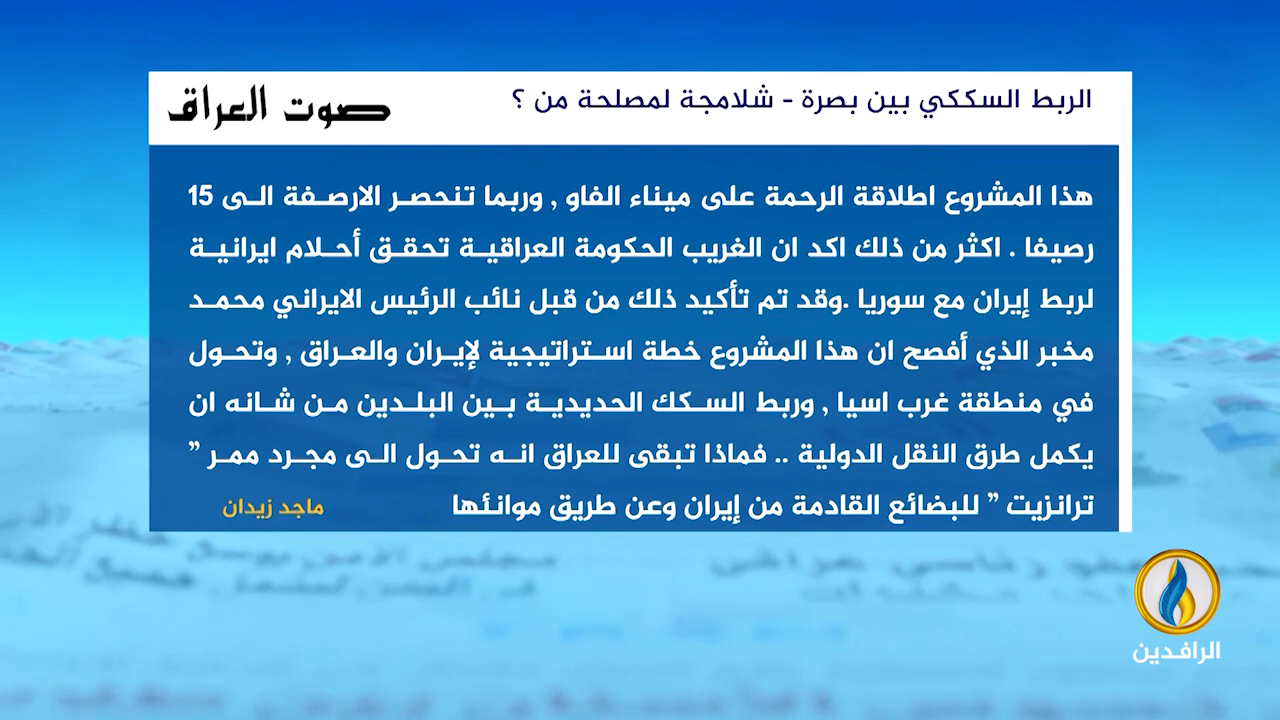 الربط السككي بين بصرة - شلامجة لمصلحة من ؟
صوت العراق
هذا المشروع اطلاقة الرحمة على ميناء الفاو , وربما تنحصر الارصفة الى 15
رصيفا . اكثر من ذلك اكد ان الغريب الحكومة العراقية تحقق أحلام ايرانية
لربط إيران مع سوريا .وقد تم تأكيد ذلك من قبل نائب الرئيس الايراني محمد
مخبر الذي أفصح ان هذا المشروع خطة استراتيجية لإيران والعراق , وتحول
في منطقة غرب اسيا , وربط السكك الحديدية بين البلدين من شانه ان
يكمل طرق النقل الدولية .. فماذا تبقى للعراق انه تحول الى مجرد ممر ”
ترانزيت ” للبضائع القادمة من إيران وعن طريق موانئها
ماجد زيدان
الرافدين